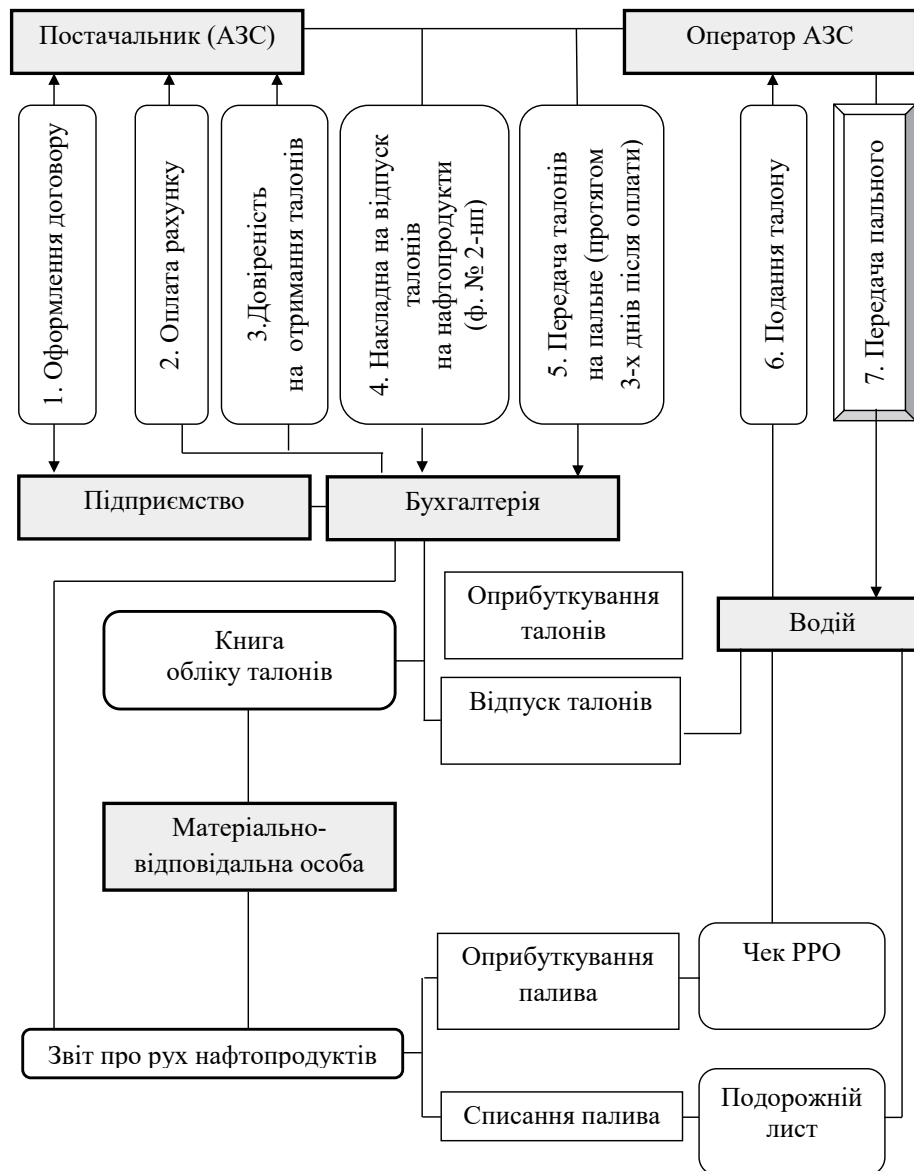 Постачальник (АЗС)
Оператор АЗС
1. Оформлення договору
2. Оплата рахунку
3.Довіреність
на отримання талонів
4. Накладна на відпуск
талонів
на нафтопродукти
(ф. № 2-нп)
5. Передача талонів
на пальне (протягом
3-х днів після оплати)
6. Подання талону
7. Передача пального
Підприємство
Бухгалтерія
Оприбуткування
талонів
Водій
Книга
обліку талонів
Відпуск талонів
Матеріально-
відповідальна особа
Оприбуткування
палива
Чек РРО
Звіт про рух нафтопродуктів
Списання палива
Подорожній
лист